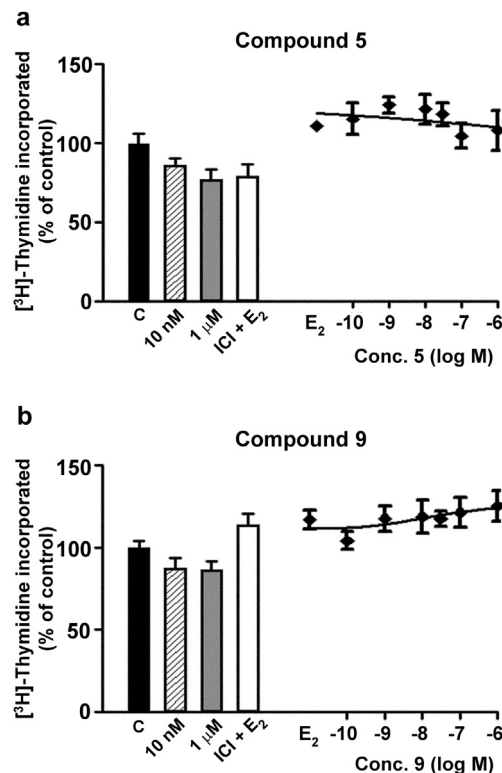 a
Compound 5
[³H]-Thymidine incorporated
(% of control)
150
100
50
0
C
10 nM
1 µM
ICI + E₂
E₂ -10 -9 -8 -7 -6
Conc. 5 (log M)
b
Compound 9
[³H]-Thymidine incorporated
(% of control)
150
100
50
0
C
10 nM
1 µM
ICI + E₂
E₂ -10 -9 -8 -7 -6
Conc. 9 (log M)